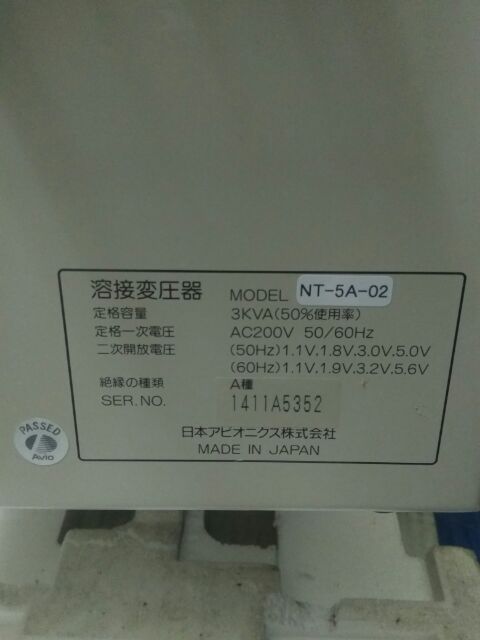 溶接変圧器 MODEL NT-5A-02
定格容量 3KVA(50%使用率)
定格一次電圧 AC200V 50/60Hz
二次開放電圧 (50Hz)1.1V.1.8V.3.0V.5.0V
(60Hz)1.1V.1.9V.3.2V.5.6V
絶縁の種類 A種
SER.NO. 1411A5352
日本アビオニクス株式会社
MADE IN JAPAN
PASSED
Avio